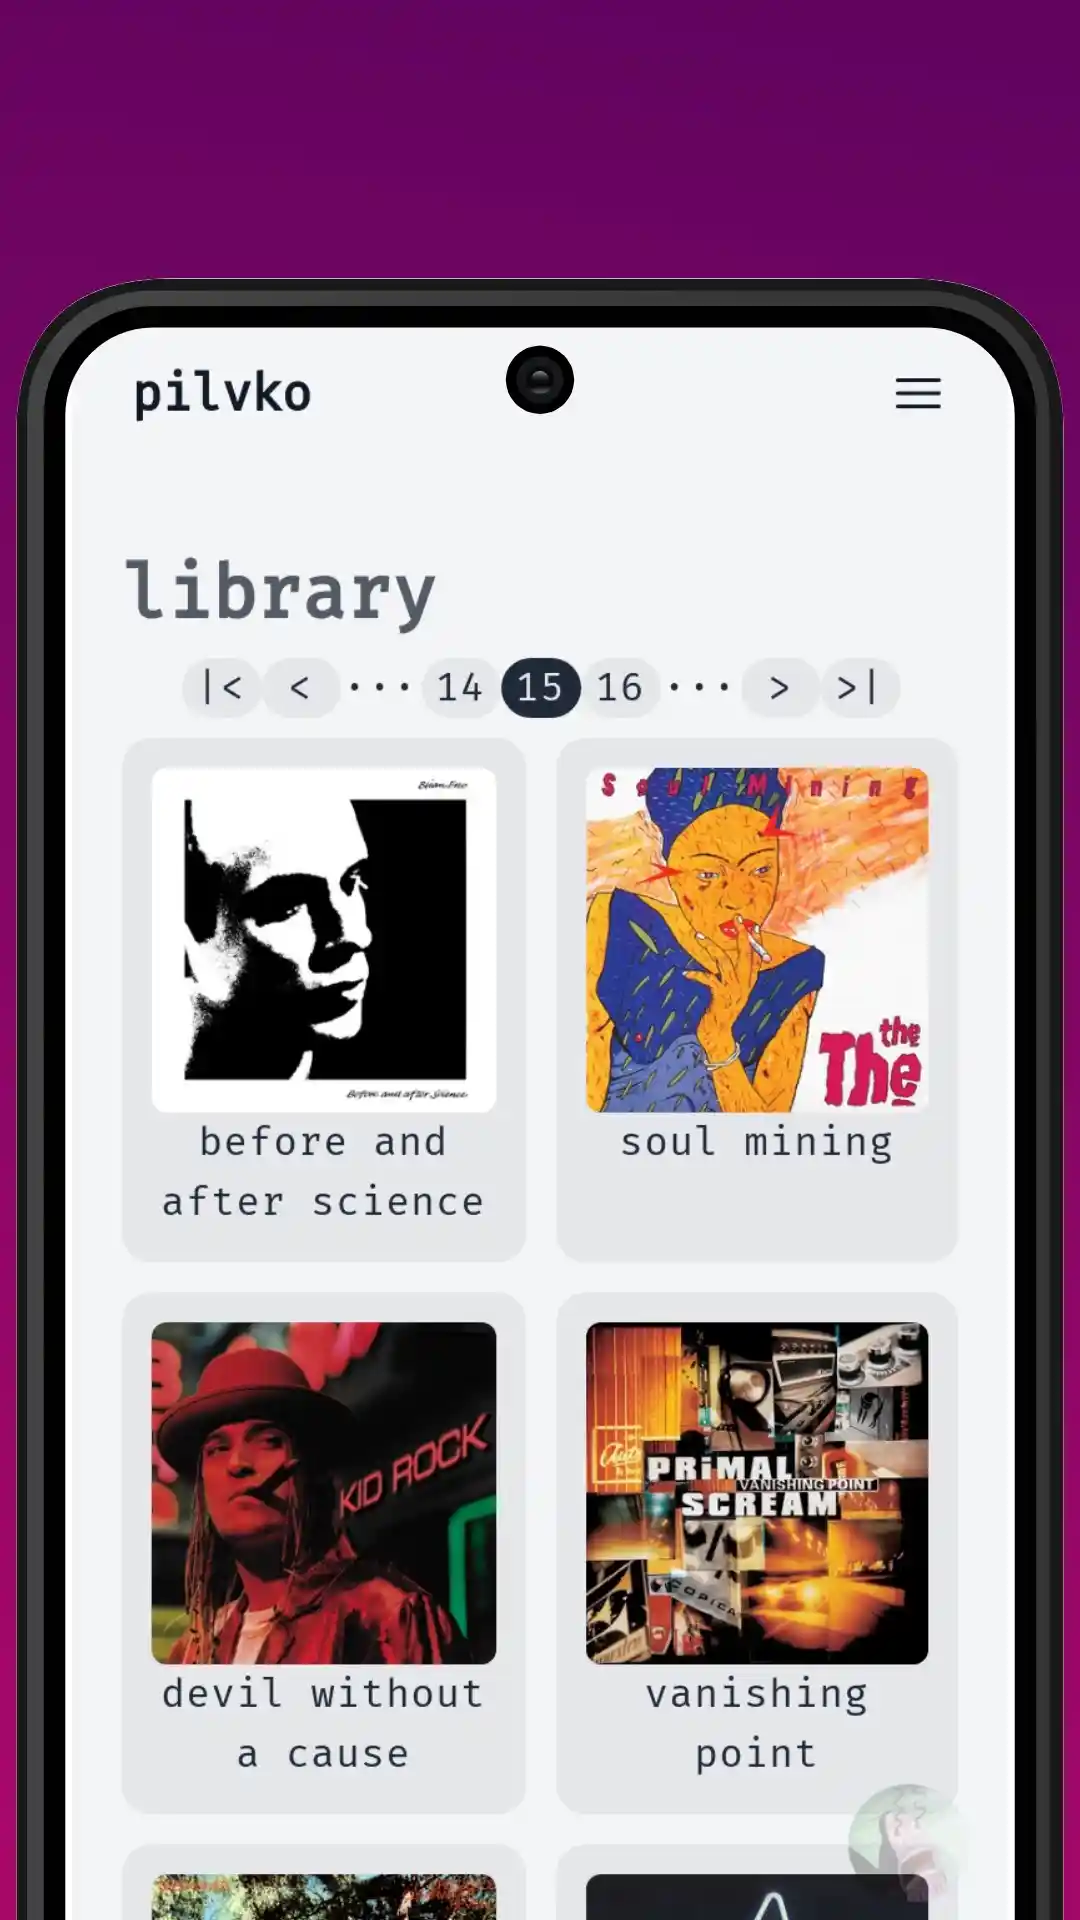 pilvko
library
|< < ··· 14 15 16 ··· > >|
Brian Eno
Before and after Science
before and
after science
Soul Mining
the
The
soul mining
KID ROCK
devil without
a cause
PRiMAL
VANISHING POINT
SCREAM
vanishing
point